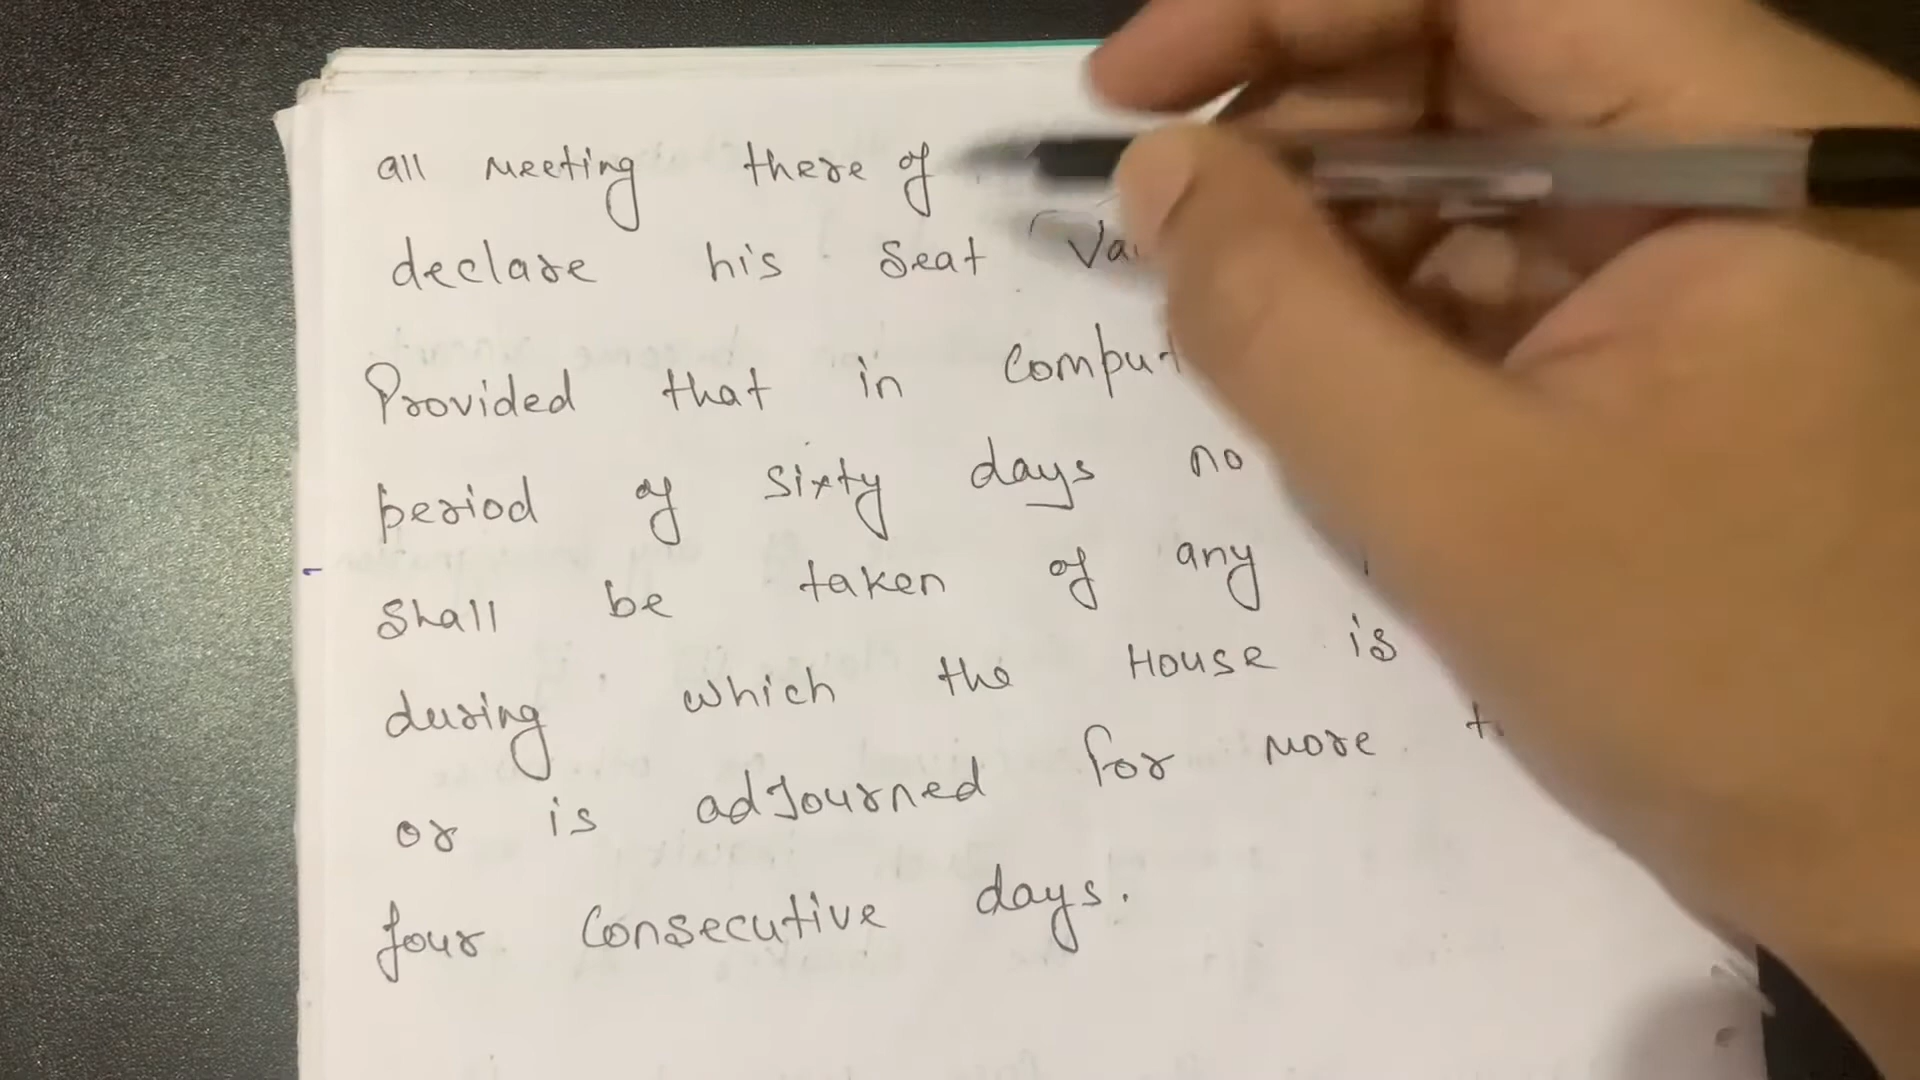 all meeting there of
declare his seat
Provided that in
period of sixty days no
shall be taken of any
during which the House is
or is adJourned for more
four Consecutive days.